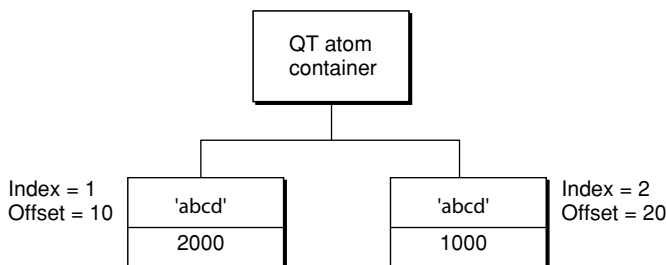 QT atom
container
Index = 1
Offset = 10
'abcd'
2000
'abcd'
1000
Index = 2
Offset = 20